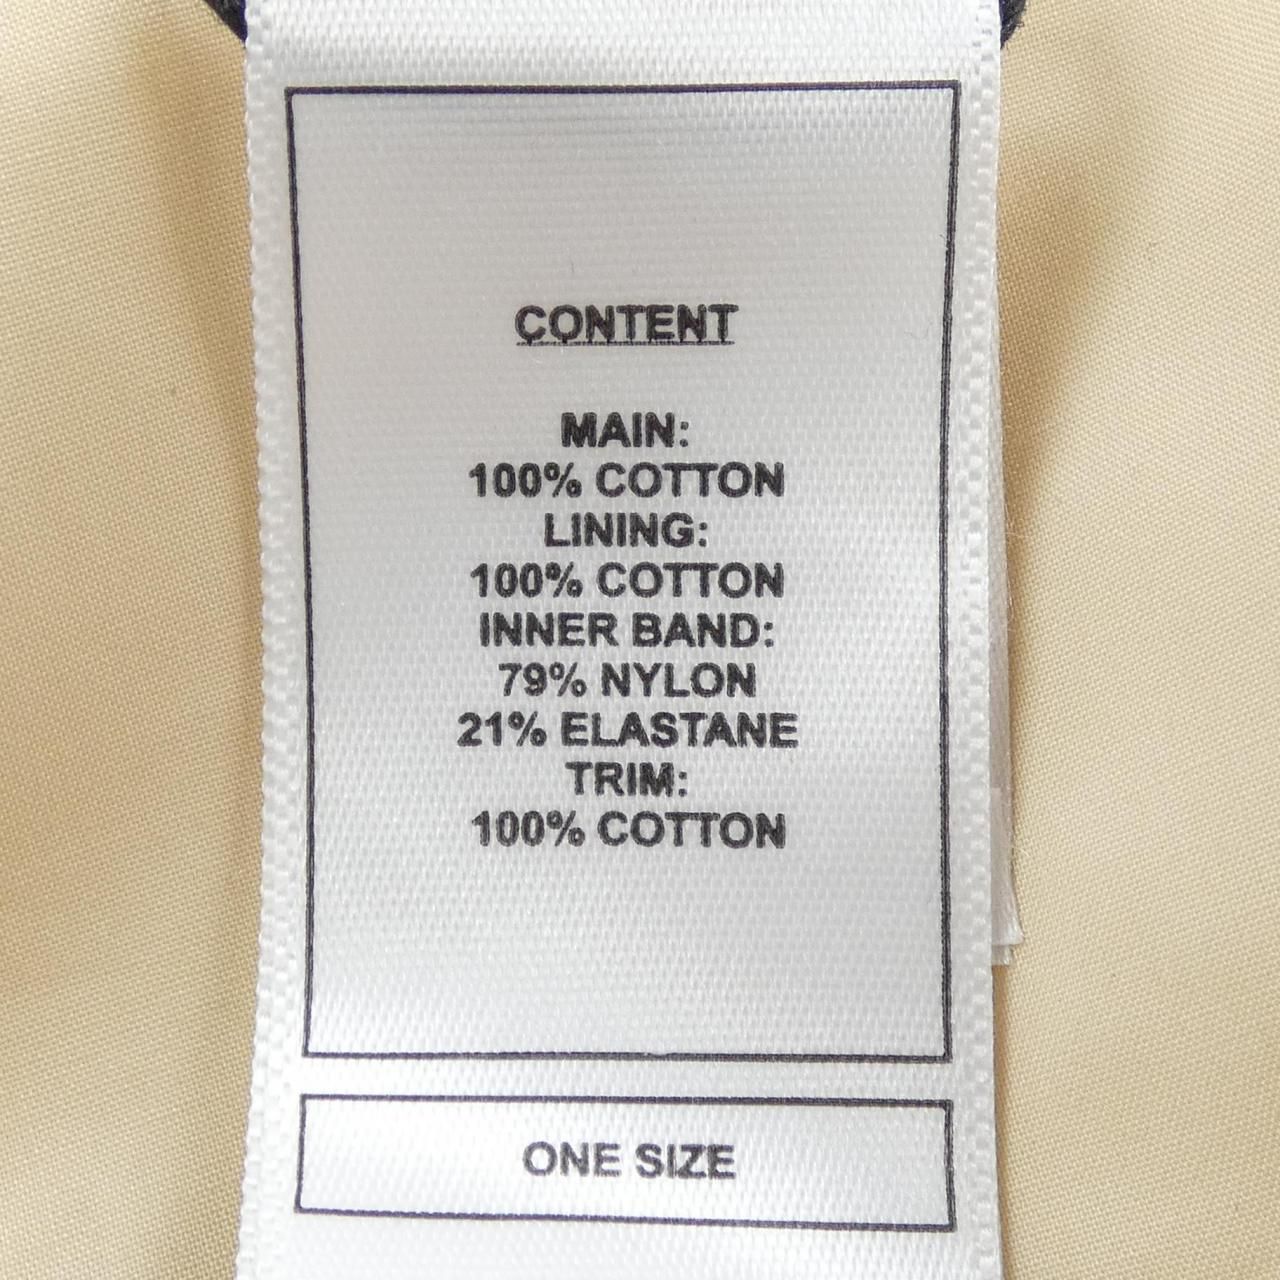 CONTENT
MAIN:
100% COTTON
LINING:
100% COTTON
INNER BAND:
79% NYLON
21% ELASTANE
TRIM:
100% COTTON
ONE SIZE